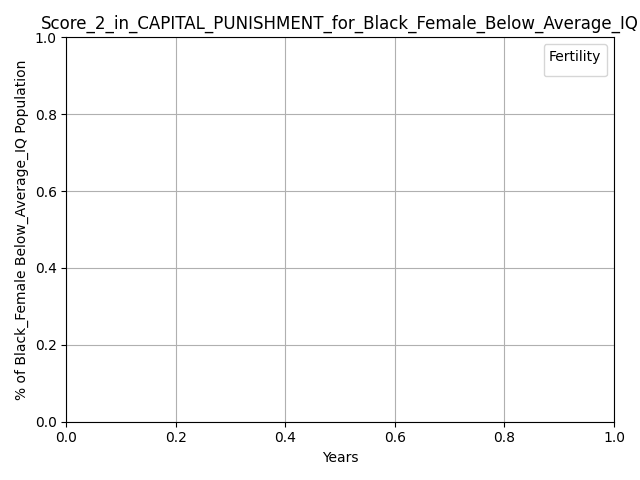 Score_2_in_CAPITAL_PUNISHMENT_for_Black_Female_Below_Average_IQ
Fertility
% of Black_Female Below_Average_IQ Population
1.0
0.8
0.6
0.4
0.2
0.0
0.0 0.2 0.4 0.6 0.8 1.0
Years